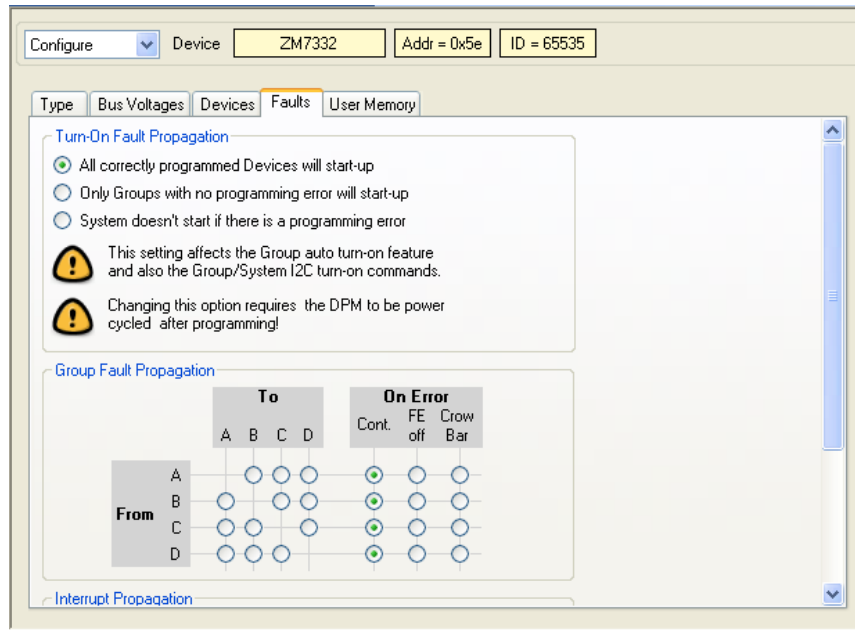 Configure Device ZM7332 Addr = 0x5e ID = 65535
Type Bus Voltages Devices Faults User Memory
Turn-On Fault Propagation
All correctly programmed Devices will start-up
Only Groups with no programming error will start-up
System doesn't start if there is a programming error
This setting affects the Group auto turn-on feature
and also the Group/System I2C turn-on commands.
Changing this option requires the DPM to be power
cycled after programming!
Group Fault Propagation
To On Error
A B C D Cont. FE off Crow Bar
From
A
B
C
D
Interrupt Propagation